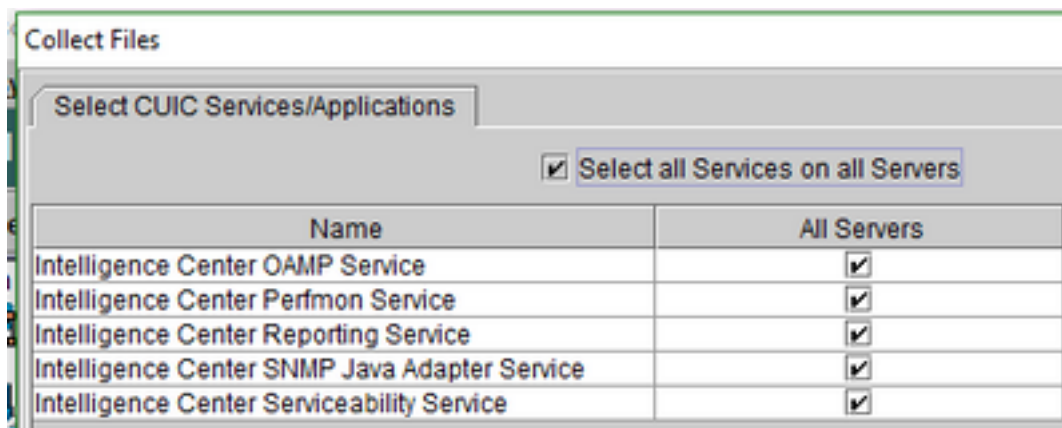 Collect Files
Select CUIC Services/Applications
Select all Services on all Servers
Name All Servers
Intelligence Center OAMP Service
Intelligence Center Perfmon Service
Intelligence Center Reporting Service
Intelligence Center SNMP Java Adapter Service
Intelligence Center Serviceability Service